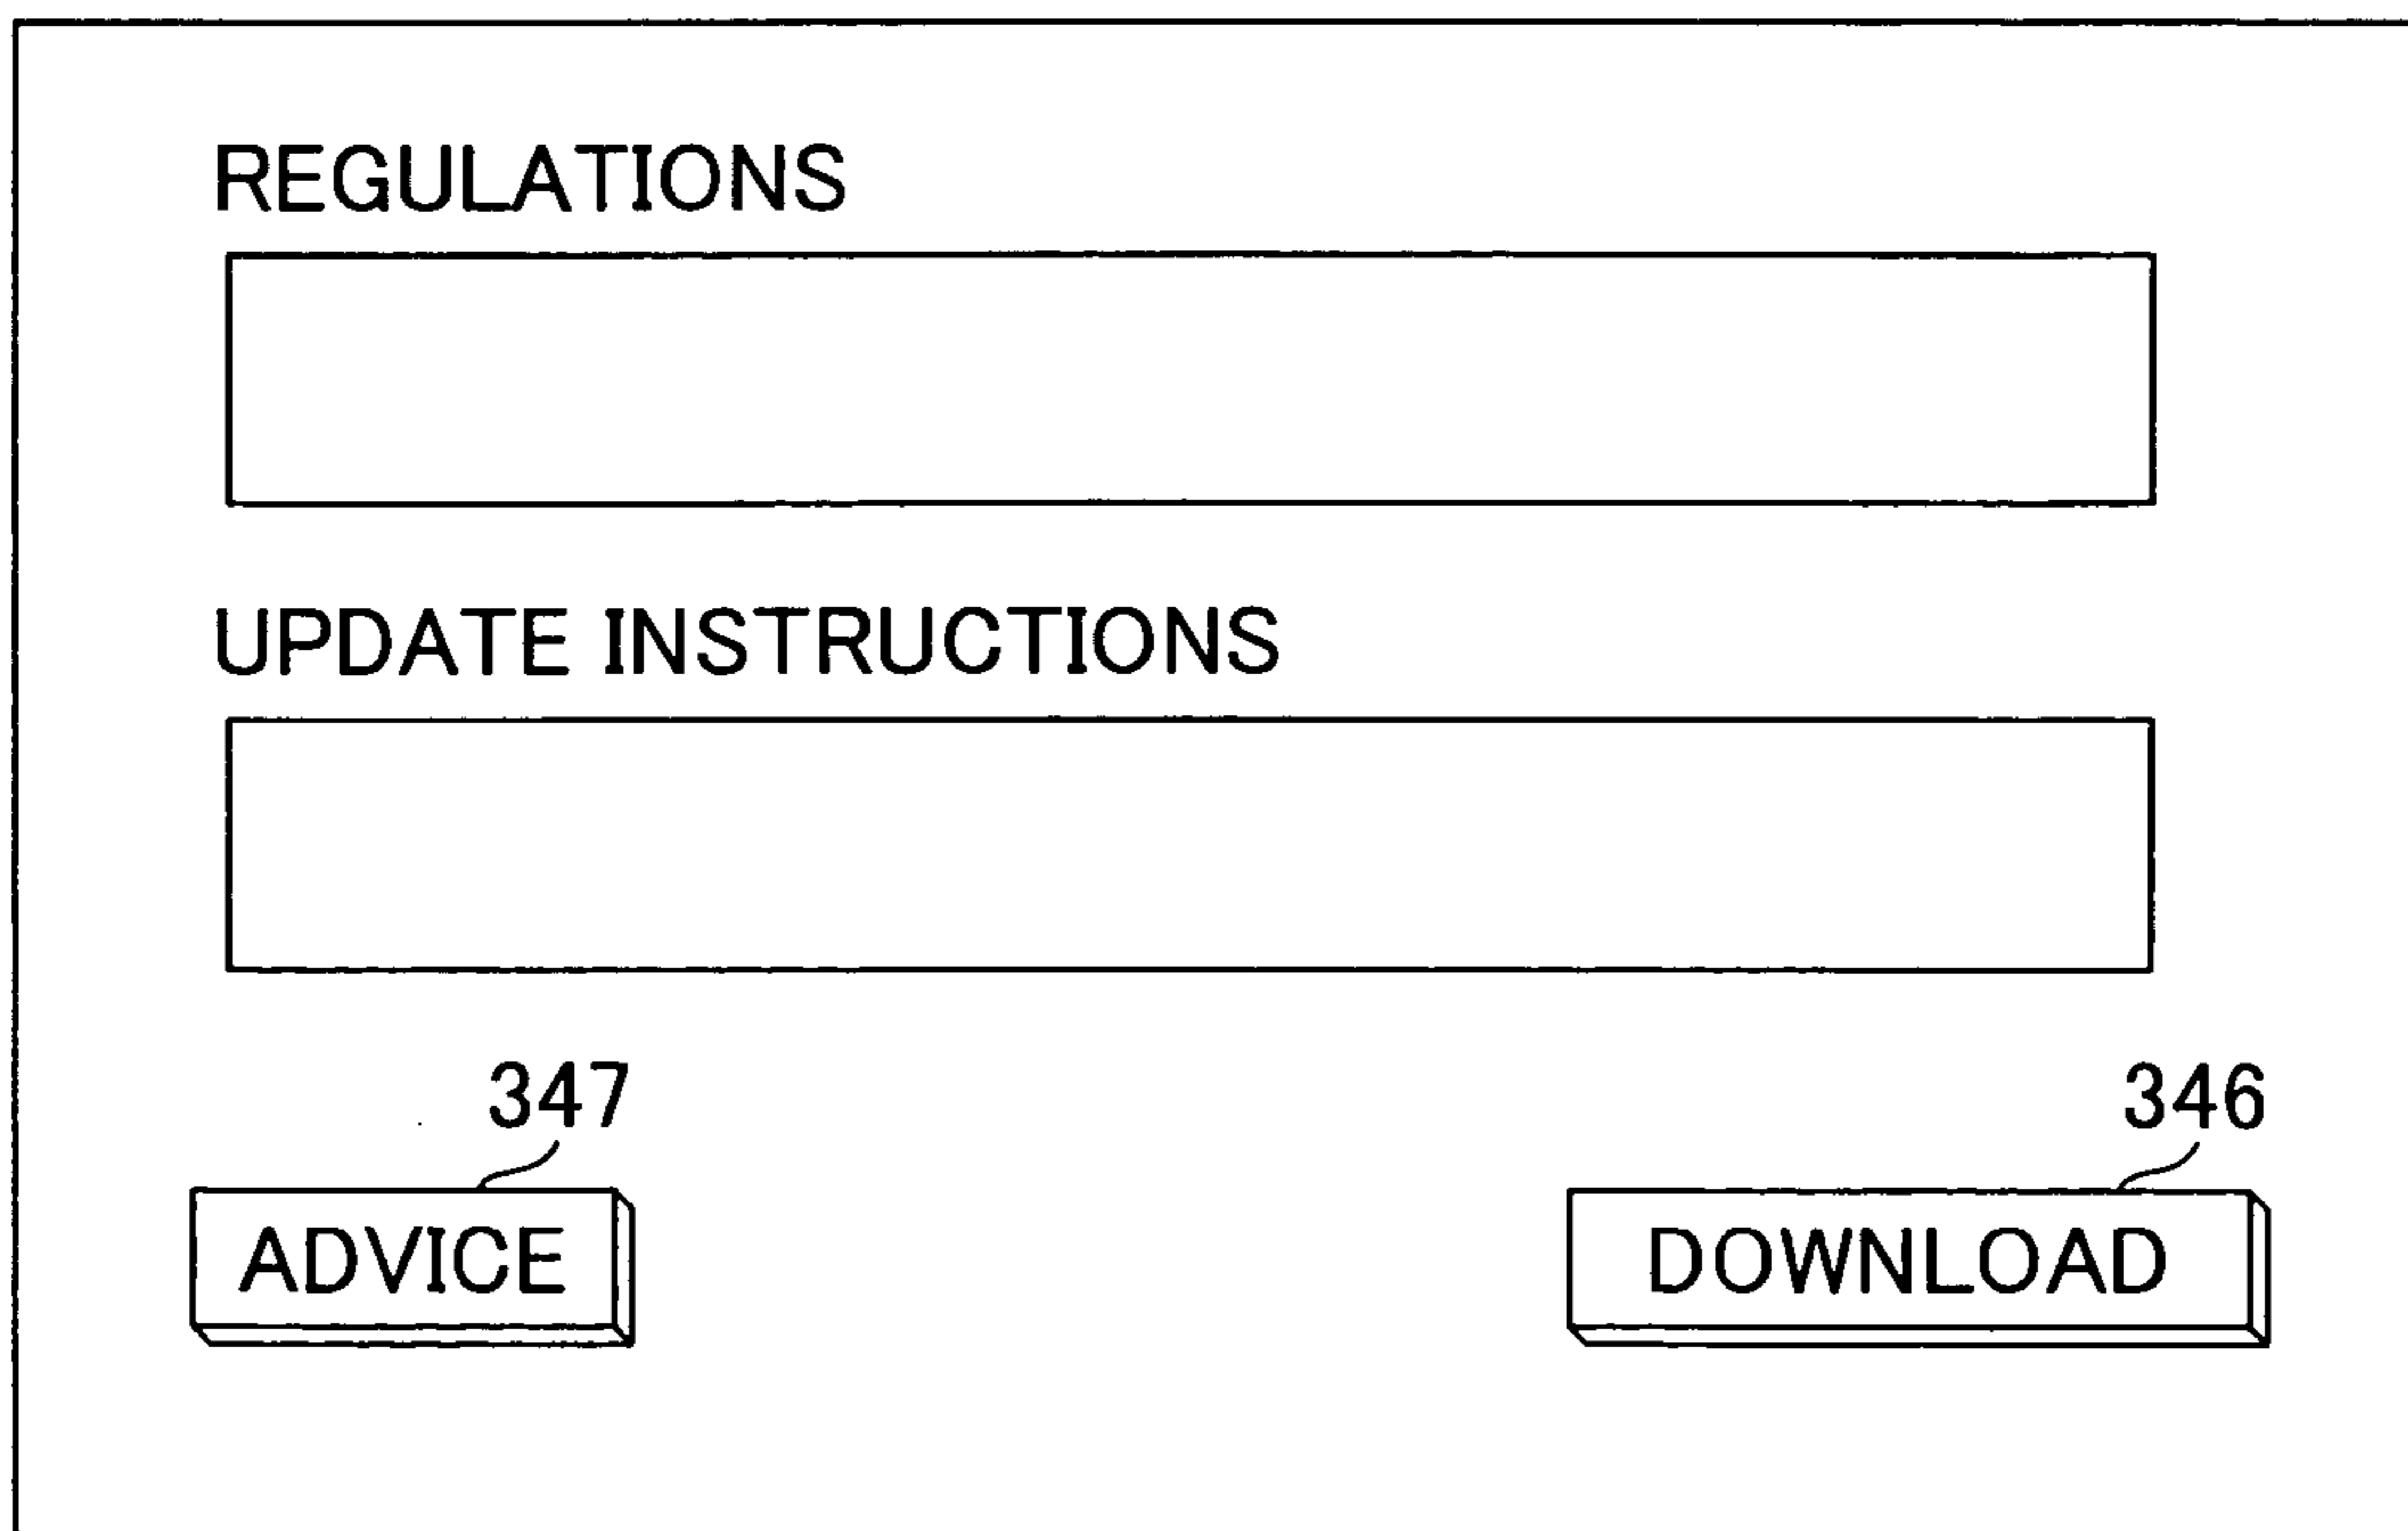 REGULATIONS
UPDATE INSTRUCTIONS
347 346
ADVICE DOWNLOAD